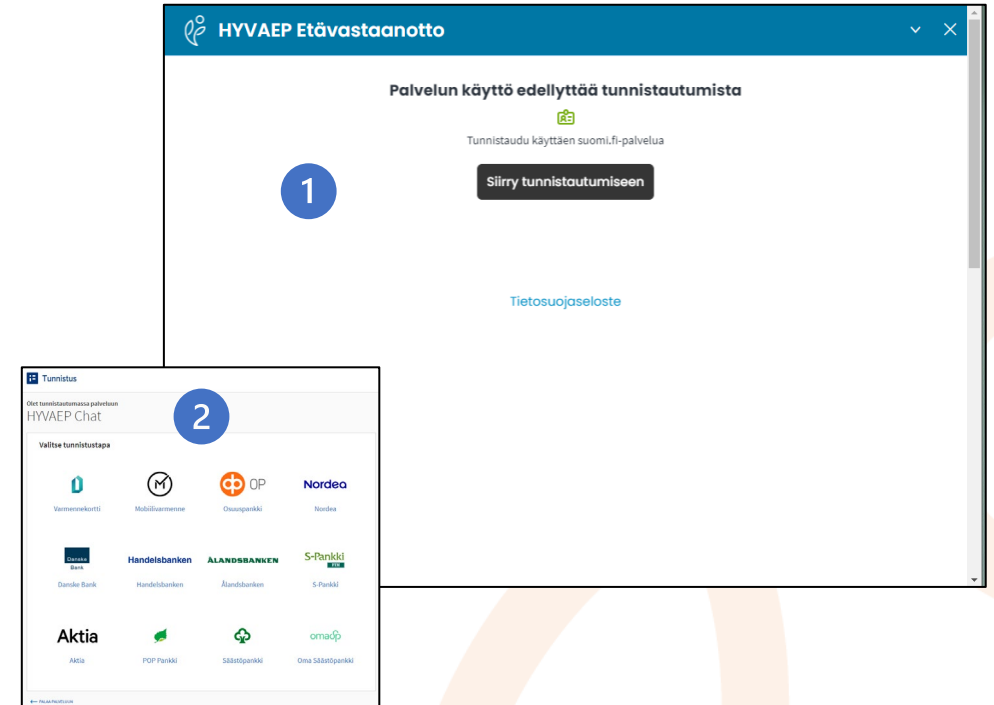 HYVAEP Etävastaanotto
Palvelun käyttö edellyttää tunnistautumista
Tunnistaudu käyttäen suomi.fi-palvelua
1
Siirry tunnistautumiseen
Tietosuojaseloste
Tunnistus
Olet tunnistautumassa palveluun
HYVAEP Chat
2
Valitse tunnistustapa
OP Nordea
Varmennekortti Mobiilivarmenne Osuuspankki Nordea
Danske Bank Handelsbanken ÅLANDSBANKEN S-Pankki
Danske Bank Handelsbanken Ålandsbanken S-Pankki
Aktia omasp
Aktia POP Pankki Säästöpankki Oma Säästöpankki